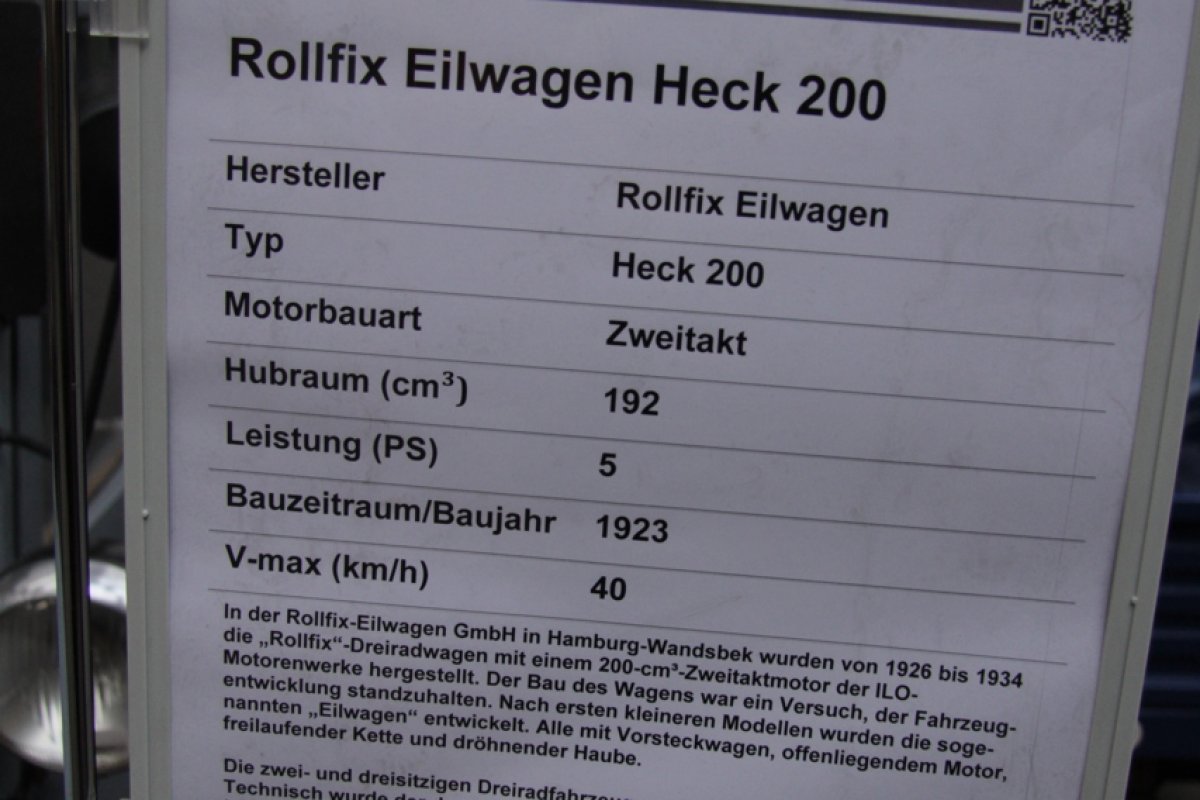 Rollfix Eilwagen Heck 200
Hersteller Rollfix Eilwagen
Typ Heck 200
Motorbauart Zweitakt
Hubraum (cm³) 192
Leistung (PS) 5
Bauzeitraum/Baujahr 1923
V-max (km/h) 40
In der Rollfix-Eilwagen GmbH in Hamburg-Wandsbek wurden von 1926 bis 1934
die „Rollfix“-Dreiradwagen mit einem 200-cm³-Zweitaktmotor der ILO-
Motorenwerke hergestellt. Der Bau des Wagens war ein Versuch, der Fahrzeug-
entwicklung standzuhalten. Nach ersten kleineren Modellen wurden die soge-
nannten „Eilwagen“ entwickelt. Alle mit Vorsteckwagen, offenliegendem Motor,
freilaufender Kette und dröhnender Haube.
Die zwei- und dreisitzigen
Technisch wurde